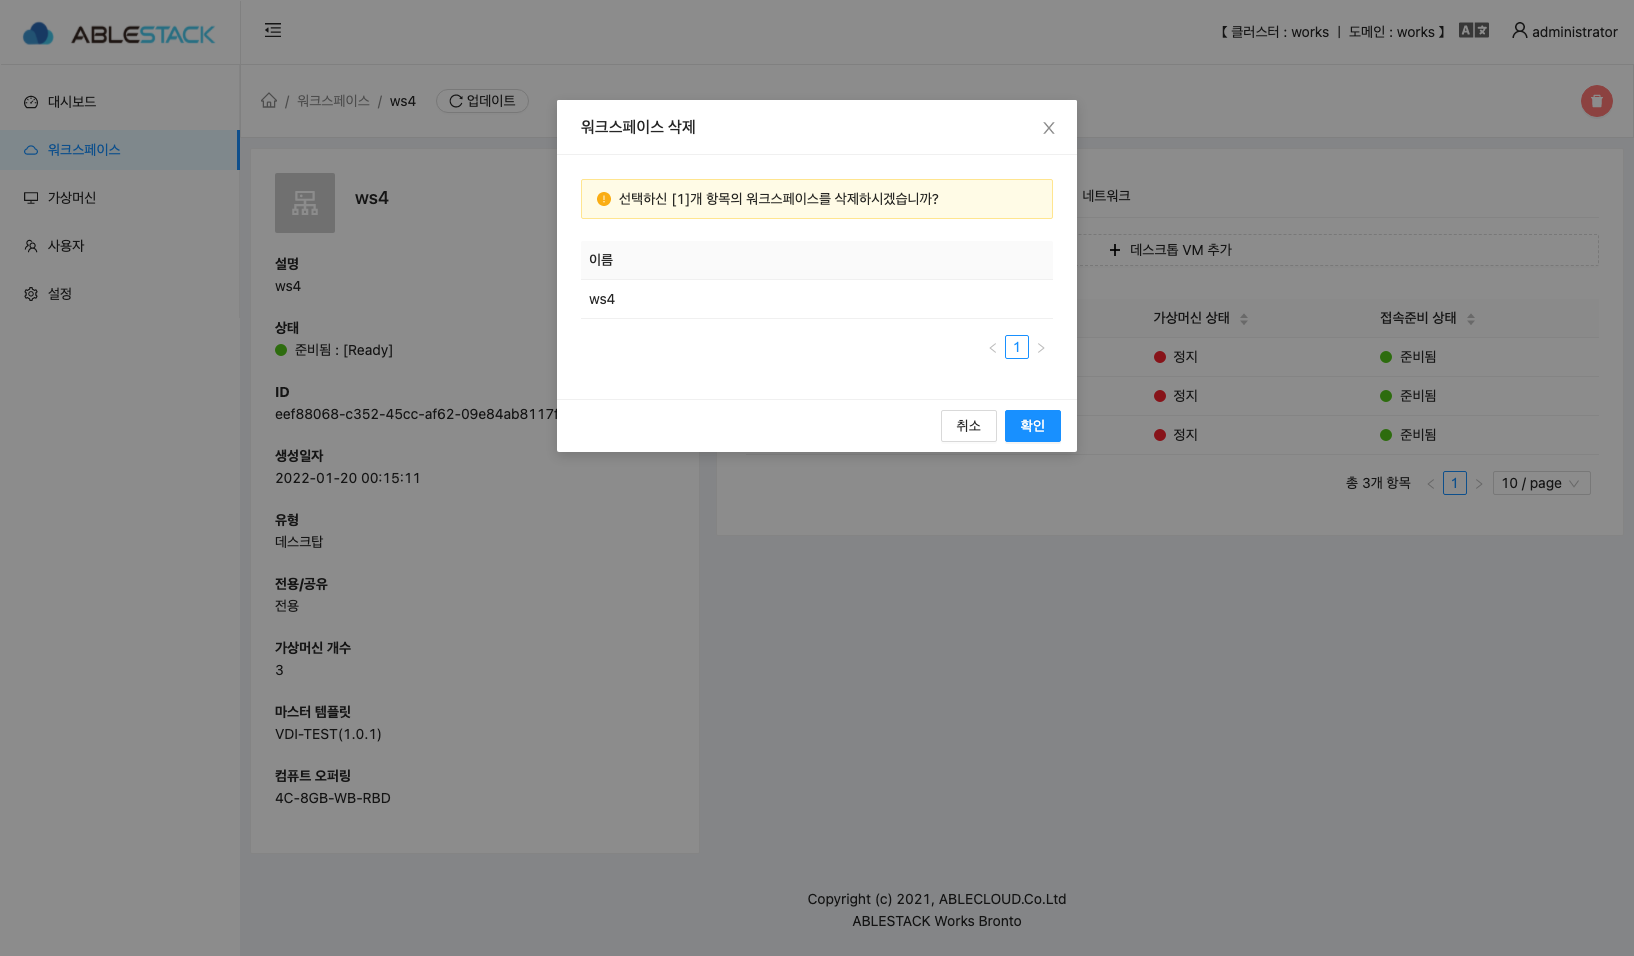 ABLESTACK
【 클러스터 : works ㅣ 도메인 : works 】
administrator
대시보드
워크스페이스
가상머신
사용자
설정
/ 워크스페이스 / ws4
업데이트
ws4
설명
ws4
상태
준비됨 : [Ready]
ID
eef88068-c352-45cc-af62-09e84ab8117f
생성일자
2022-01-20 00:15:11
유형
데스크탑
전용/공유
전용
가상머신 개수
3
마스터 템플릿
VDI-TEST(1.0.1)
컴퓨트 오퍼링
4C-8GB-WB-RBD
워크스페이스 삭제
선택하신 [1]개 항목의 워크스페이스를 삭제하시겠습니까?
이름
ws4
1
취소
확인
네트워크
데스크톱 VM 추가
가상머신 상태 접속준비 상태
정지 준비됨
정지 준비됨
정지 준비됨
총 3개 항목 1 10 / page
Copyright (c) 2021, ABLECLOUD.Co.Ltd
ABLESTACK Works Bronto